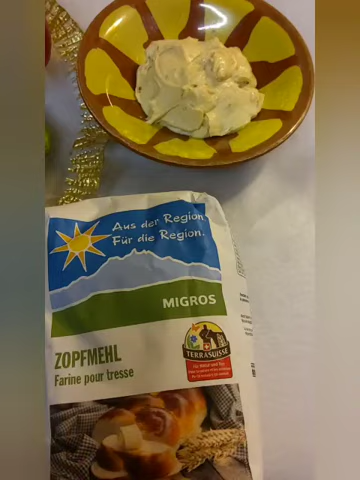 Aus der Region.
Für die Region.
MIGROS
TERRASUISSE
ZOPFMEHL
Farine pour tresse